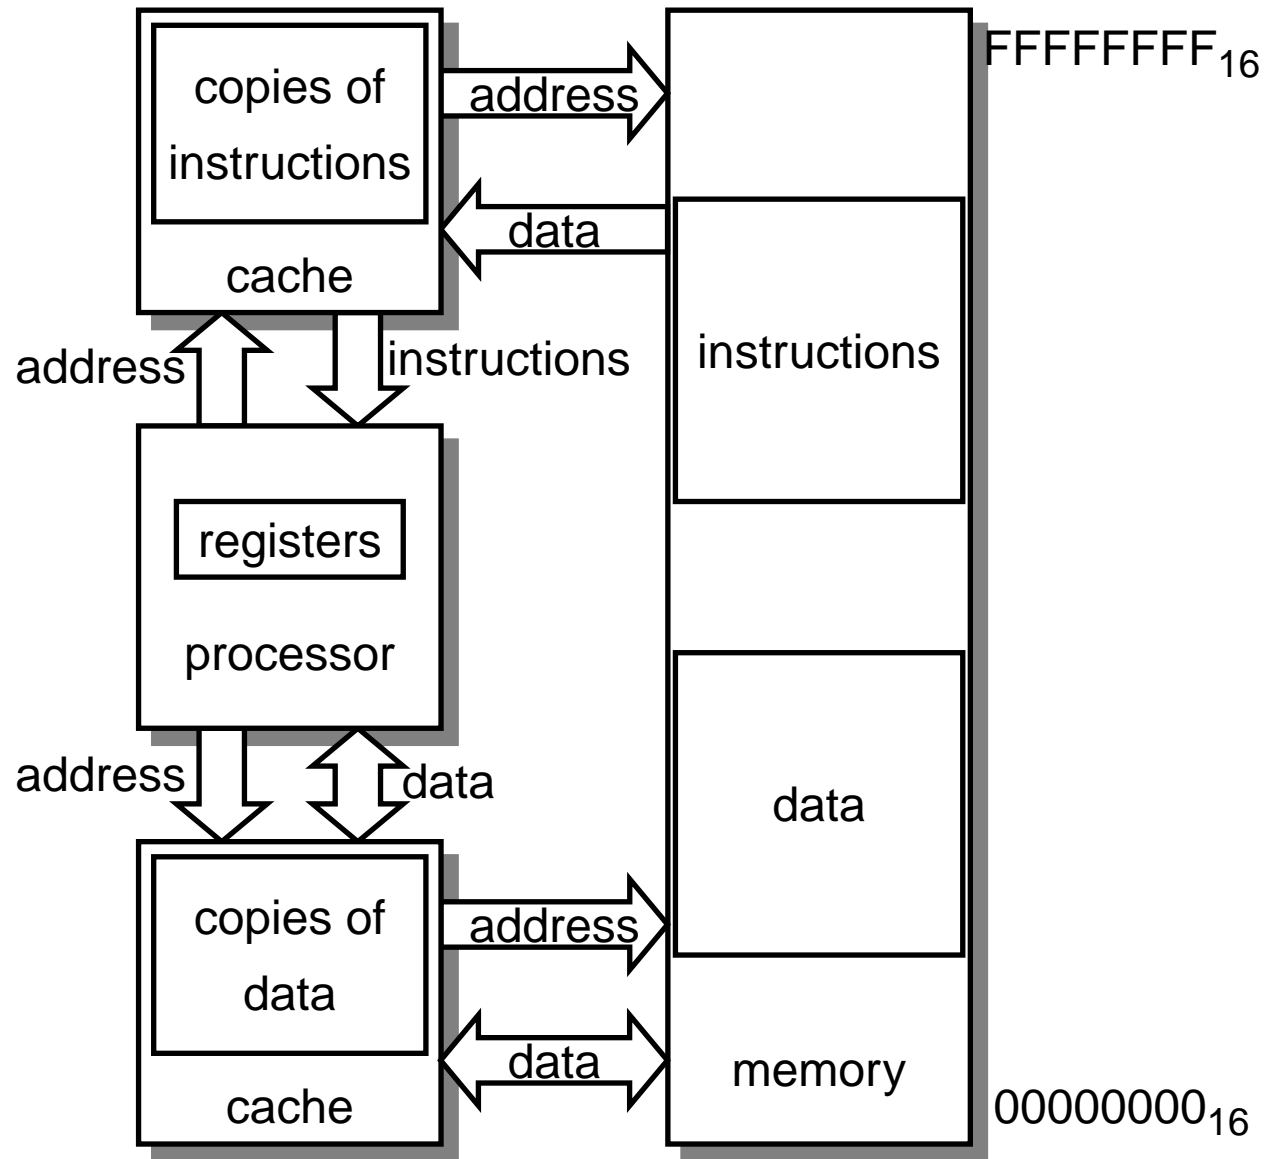 copies of
instructions
cache
address
data
FFFFFFFF16
address
instructions
instructions
registers
processor
address
data
data
copies of
data
cache
address
data
memory
0000000016